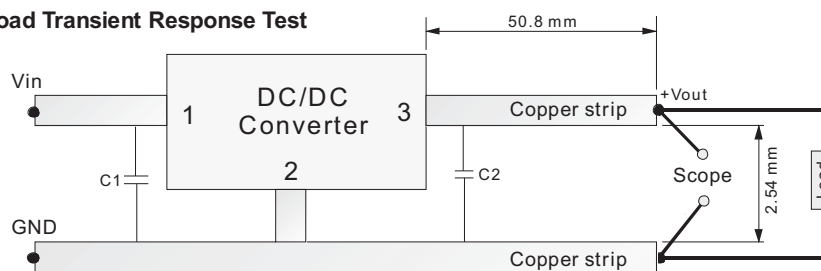 oad Transient Response Test
50.8 mm
Vin
+Vout
DC/DC
Converter
1
3
Copper strip
2
C1
C2
Scope
2.54 mm
Load
GND
Copper strip